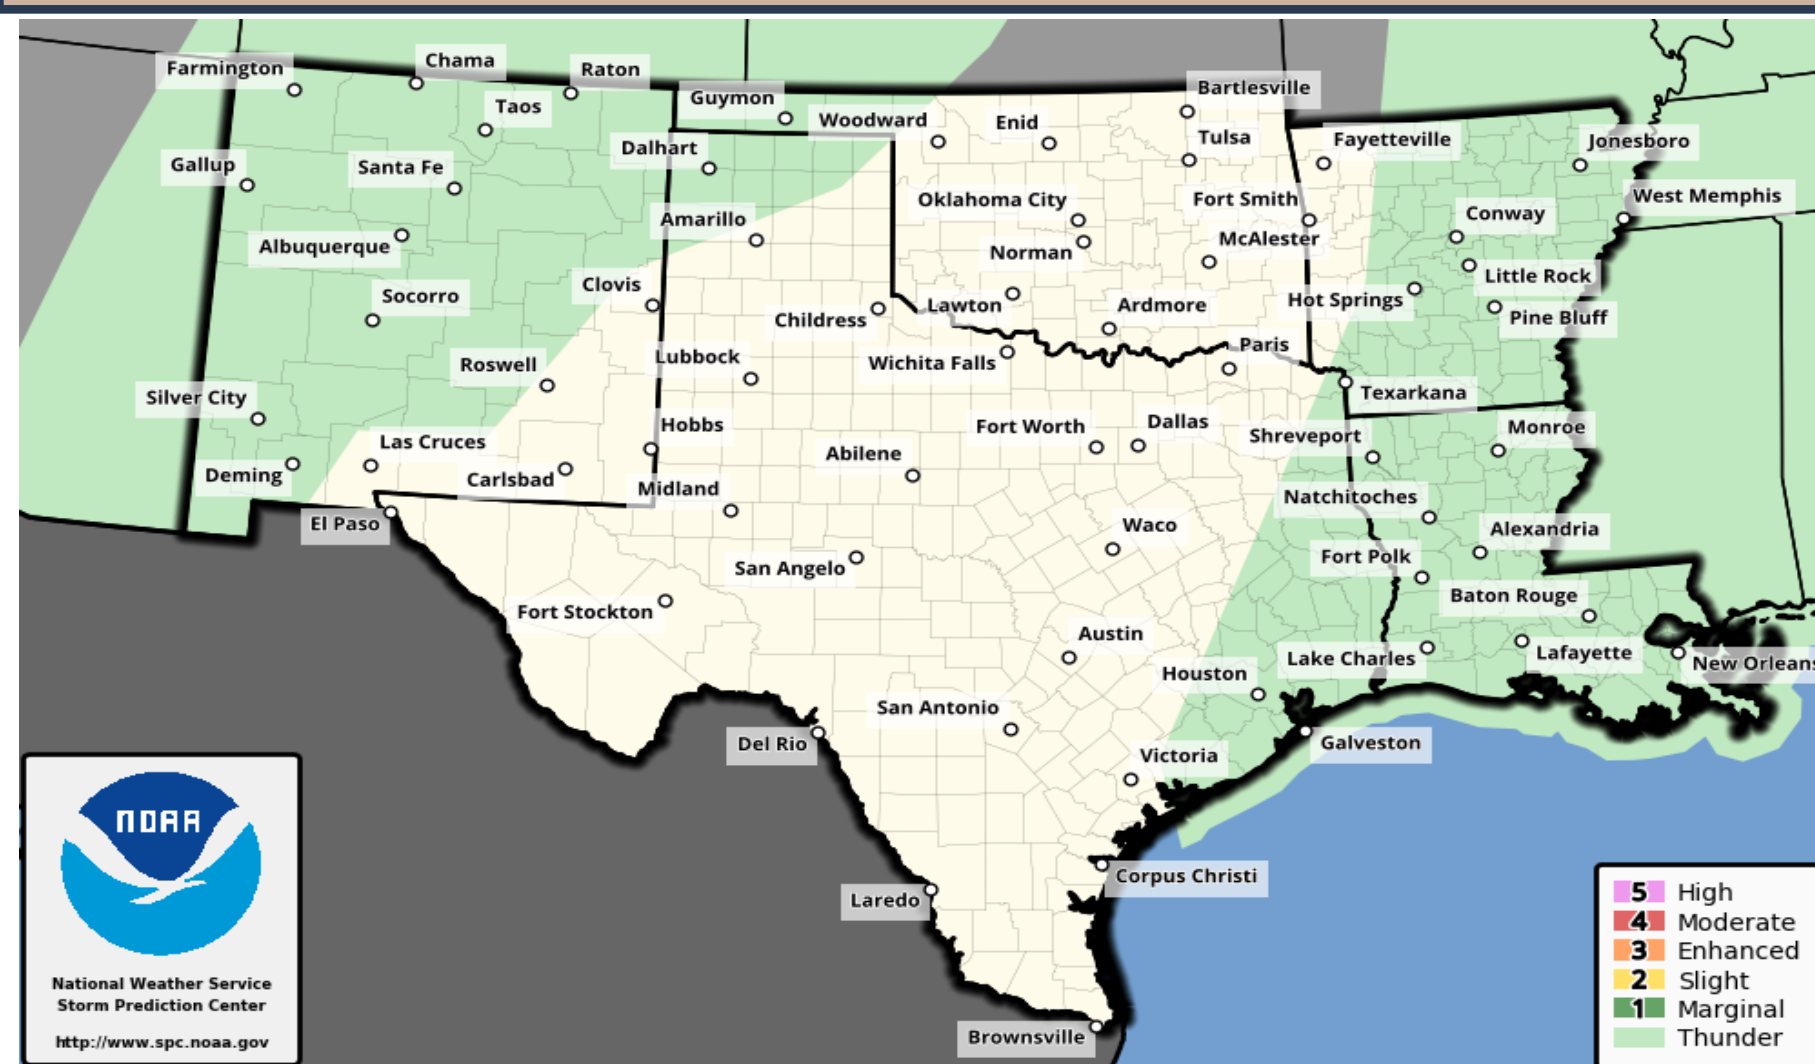 Farmington
Chama
Raton
Taos
Guymon
Woodward
Enid
Bartlesville
Tulsa
Fayetteville
Jonesboro
Gallup
Santa Fe
Dalhart
Oklahoma City
Fort Smith
Conway
West Memphis
Albuquerque
Amarillo
Norman
McAlester
Little Rock
Socorro
Clovis
Childress
Lawton
Ardmore
Hot Springs
Pine Bluff
Roswell
Lubbock
Wichita Falls
Paris
Texarkana
Silver City
Las Cruces
Hobbs
Fort Worth
Dallas
Shreveport
Monroe
Deming
Carlsbad
Midland
Abilene
Natchitoches
El Paso
Waco
Alexandria
San Angelo
Fort Polk
Baton Rouge
Fort Stockton
Austin
Lake Charles
Lafayette
New Orleans
Houston
San Antonio
Del Rio
Victoria
Galveston
Laredo
Corpus Christi
Brownsville
NOAA
National Weather Service
Storm Prediction Center
http://www.spc.noaa.gov
5 High
4 Moderate
3 Enhanced
2 Slight
1 Marginal
Thunder